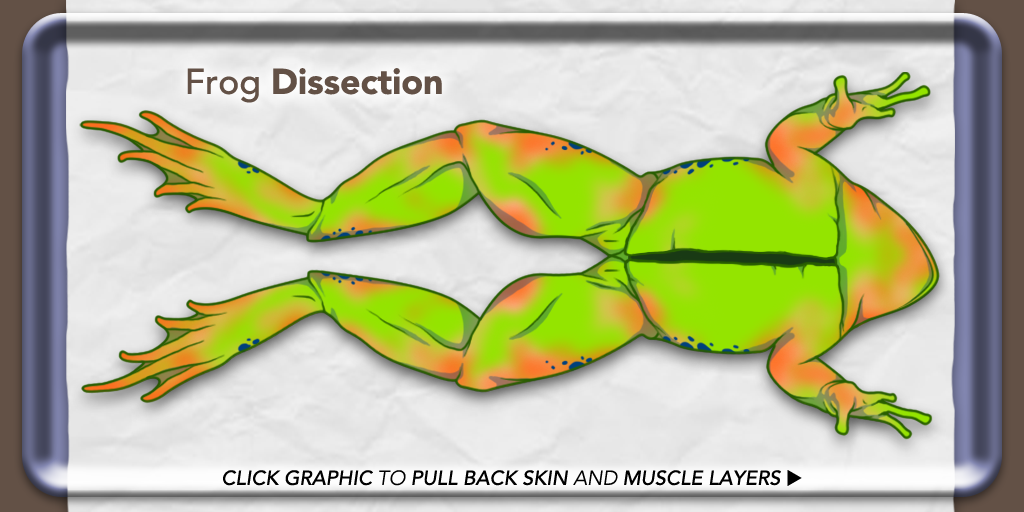 Frog Dissection
CLICK GRAPHIC TO PULL BACK SKIN AND MUSCLE LAYERS ▶